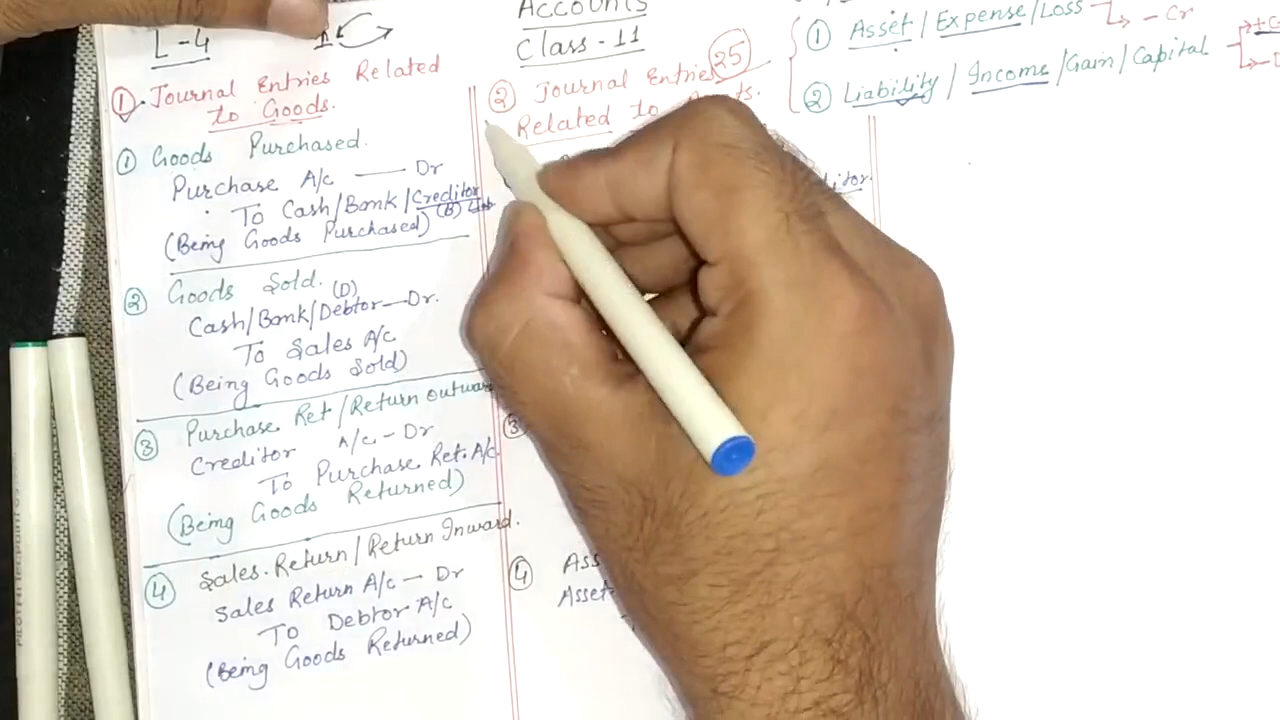 Accounts
Class - 11
L - 4
25
① Asset / Expense / Loss
- Cr
② Liability / Income / Gain / Capital
① Journal Entries Related
to Goods.
① Goods Purchased.
Purchase A/c —— Dr
To Cash/Bank/Creditor
(Being Goods Purchased)
② Goods Sold.
(D)
Cash/Bank/Debtor—Dr.
To Sales A/c
(Being Goods Sold)
③ Purchase Ret/Return
Creditor A/c - Dr
To Purchase Ret. A/c
(Being Goods Returned)
④ Sales Return / Return Inward.
Sales Return A/c — Dr
To Debtor A/c
(Being Goods Returned)
② Journal Entries
Related to
③
④